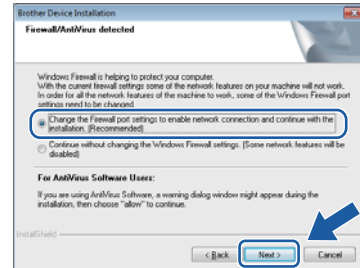 Brother Device Installation
Firewall/AntiVirus detected
Windows Firewall is helping to protect your computer.
With the current firewall settings some of the network features on your machine will not work.
In order for all the network features of the machine to work, some of the Windows Firewall port
settings need to be changed.
Change the Firewall port settings to enable network connection and continue with the
installation. (Recommended)
Continue without changing the Windows Firewall settings. (Some network features will be
disabled)
For AntiVirus Software Users:
If you are using AntiVirus Software, a warning dialog window might appear during the
installation, then choose "allow" to continue.
InstallShield
< Back
Next >
Cancel